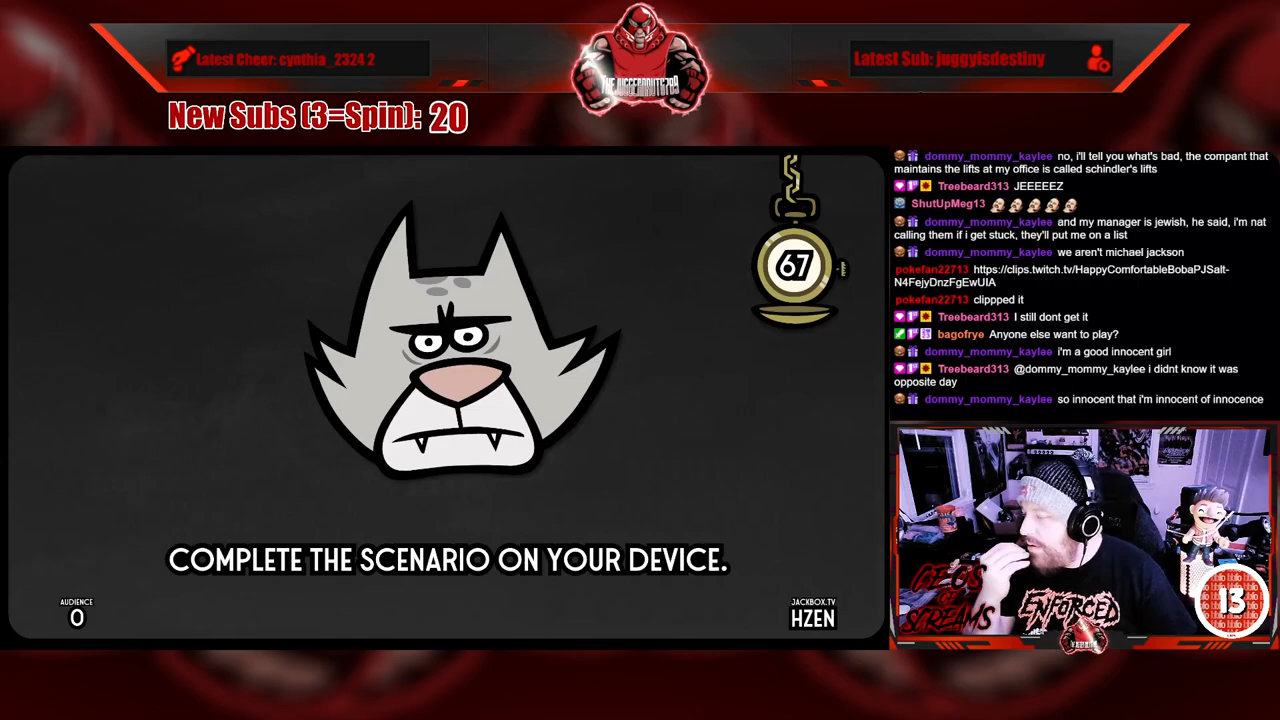 Latest Cheer: cynthia_2324 2
THEJUGGERNAUT6789
Latest Sub: juggyisdestiny
New Subs (3=Spin): 20
67
COMPLETE THE SCENARIO ON YOUR DEVICE.
AUDIENCE
0
JACKBOX.TV
HZEN
dommy_mommy_kaylee no, i'll tell you what's bad, the compant that
maintains the lifts at my office is called schindler's lifts
Treebeard313 JEEEEEZ
ShutUpMeg13
dommy_mommy_kaylee and my manager is jewish, he said, i'm nat
calling them if i get stuck, they'll put me on a list
dommy_mommy_kaylee we aren't michael jackson
pokefan22713 https://clips.twitch.tv/HappyComfortableBobaPJSalt-
N4FejyDnzFgEwUIA
pokefan22713 clippped it
Treebeard313 I still dont get it
bagofrye Anyone else want to play?
dommy_mommy_kaylee i'm a good innocent girl
Treebeard313 @dommy_mommy_kaylee i didnt know it was
opposite day
dommy_mommy_kaylee so innocent that i'm innocent of innocence
SCREAMS
ENFORCED
13